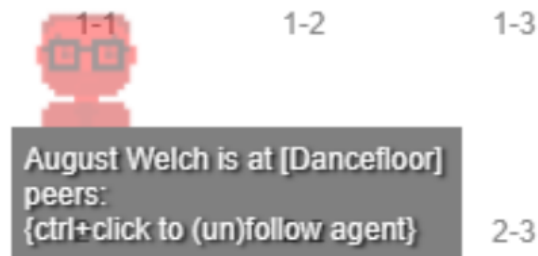 1-1 1-2 1-3
August Welch is at [Dancefloor]
peers:
{ctrl+click to (un)follow agent}
2-3